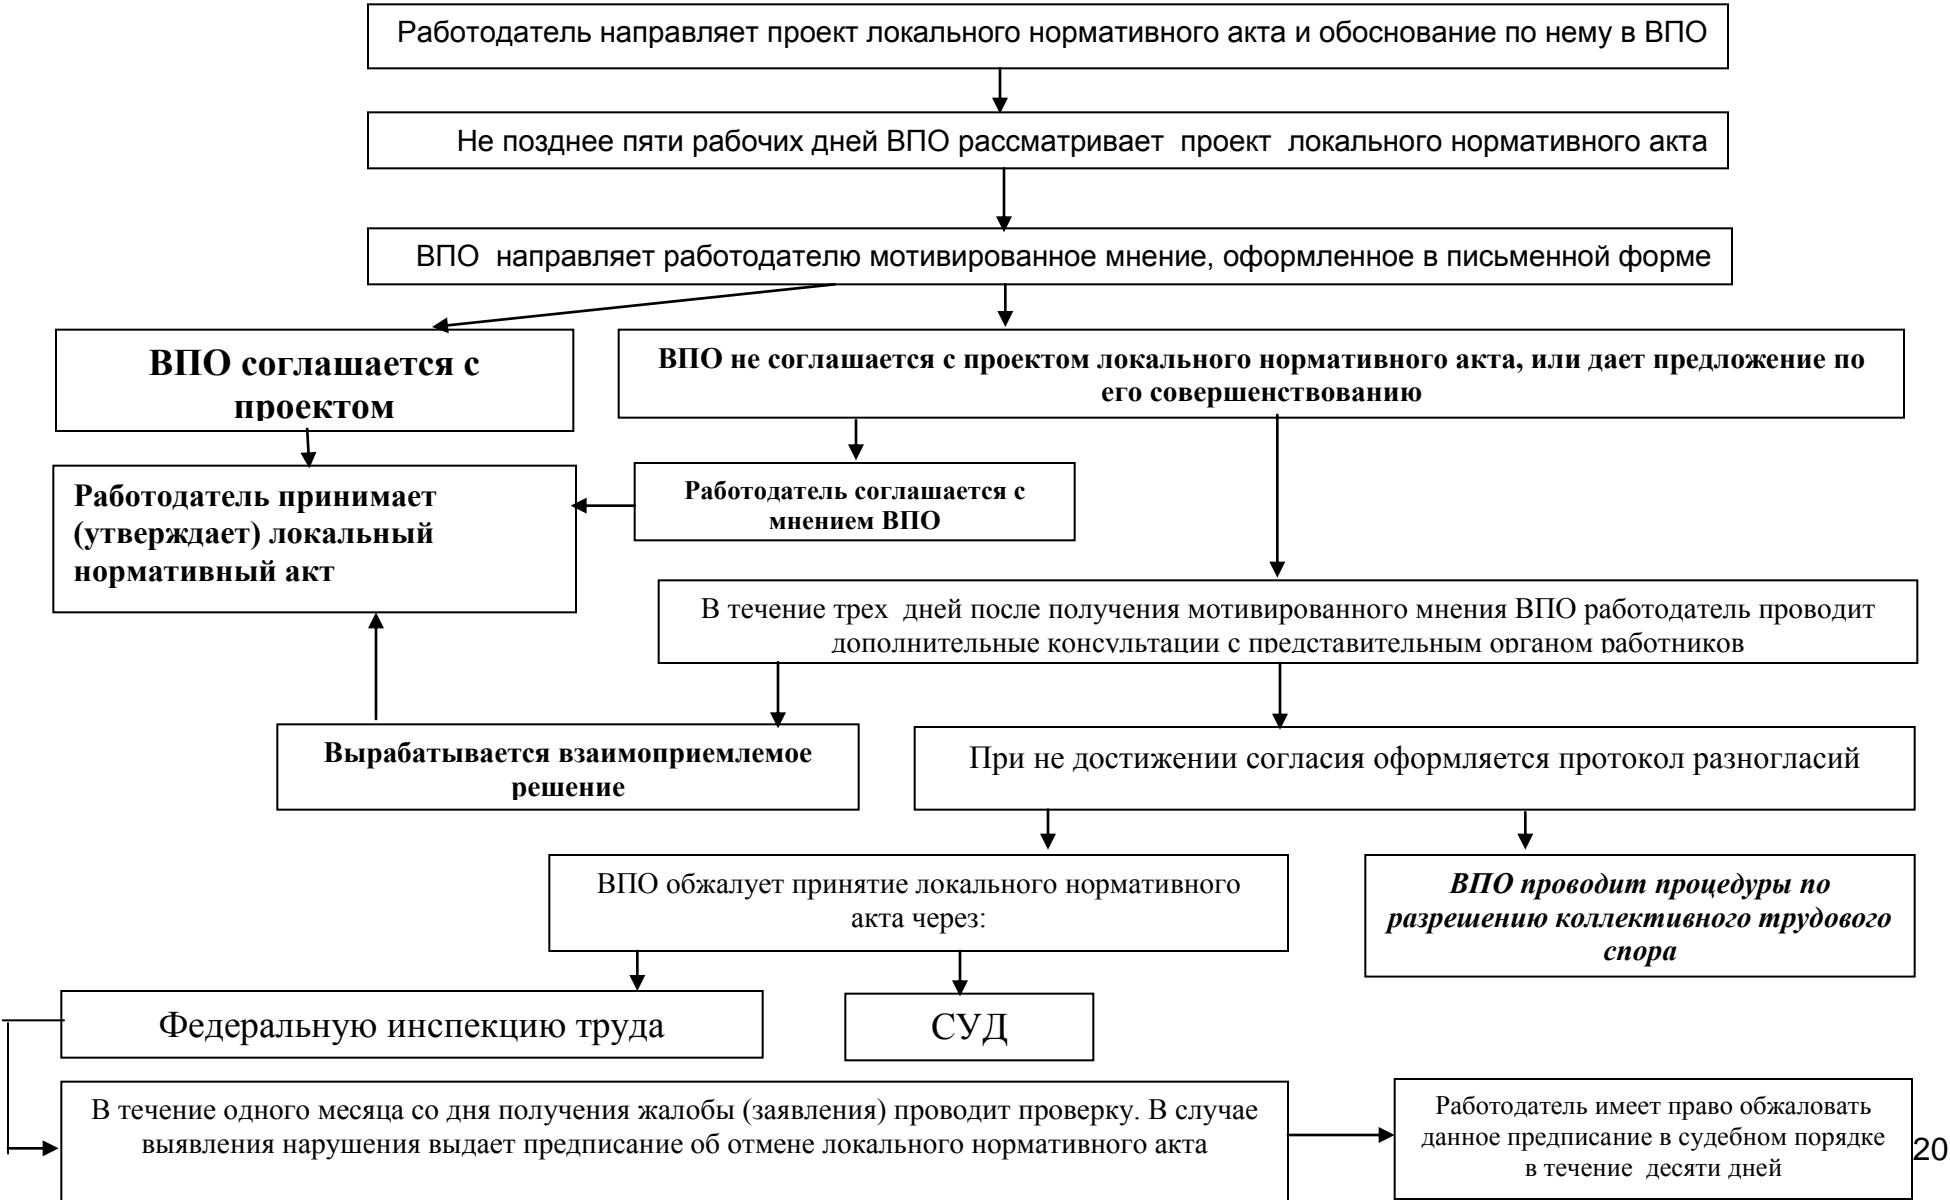 Работодатель направляет проект локального нормативного акта и обоснование по нему в ВПО
Не позднее пяти рабочих дней ВПО рассматривает проект локального нормативного акта
ВПО направляет работодателю мотивированное мнение, оформленное в письменной форме
ВПО соглашается с
проектом
ВПО не соглашается с проектом локального нормативного акта, или дает предложение по
его совершенствованию
Работодатель принимает
(утверждает) локальный
нормативный акт
Работодатель соглашается с
мнением ВПО
В течение трех дней после получения мотивированного мнения ВПО работодатель проводит
дополнительные консультации с представительным органом работников
Вырабатывается взаимоприемлемое
решение
При не достижении согласия оформляется протокол разногласий
ВПО обжалует принятие локального нормативного
акта через:
ВПО проводит процедуры по
разрешению коллективного трудового
спора
Федеральную инспекцию труда
СУД
В течение одного месяца со дня получения жалобы (заявления) проводит проверку. В случае
выявления нарушения выдает предписание об отмене локального нормативного акта
Работодатель имеет право обжаловать
данное предписание в судебном порядке
в течение десяти дней
20